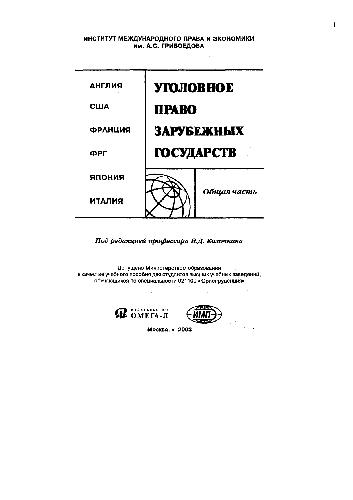 ИНСТИТУТ МЕЖДУНАРОДНОГО ПРАВА И ЭКОНОМИКИ
им. А.С. ГРИБОЕДОВА
АНГЛИЯ
США
ФРАНЦИЯ
ФРГ
ЯПОНИЯ
ИТАЛИЯ
УГОЛОВНОЕ
ПРАВО
ЗАРУБЕЖНЫХ
ГОСУДАРСТВ
Общая часть
Под редакцией профессора И.Д. Козочкина
Допущено Министерством образования
в качестве учебного пособия для студентов высших учебных заведений,
обучающихся по специальности 021100 «Юриспруденция»
ОМЕГА-Л
ИМПЭ
Москва, 2003
1